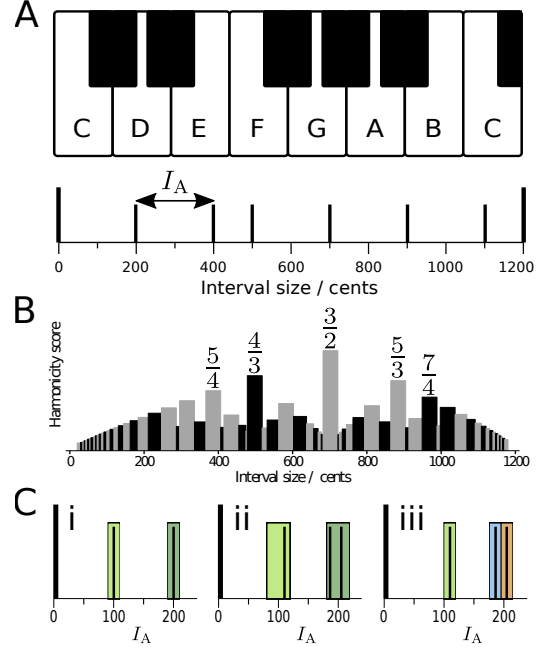 A
C D E F G A B C
I_A
0 200 400 600 800 1000 1200
Interval size / cents
B
Harmonicity score
5/4 4/3 3/2 5/3 7/4
0 200 400 600 800 1000 1200
Interval size / cents
C
i ii iii
0 100 200 0 100 200 0 100 200
I_A I_A I_A